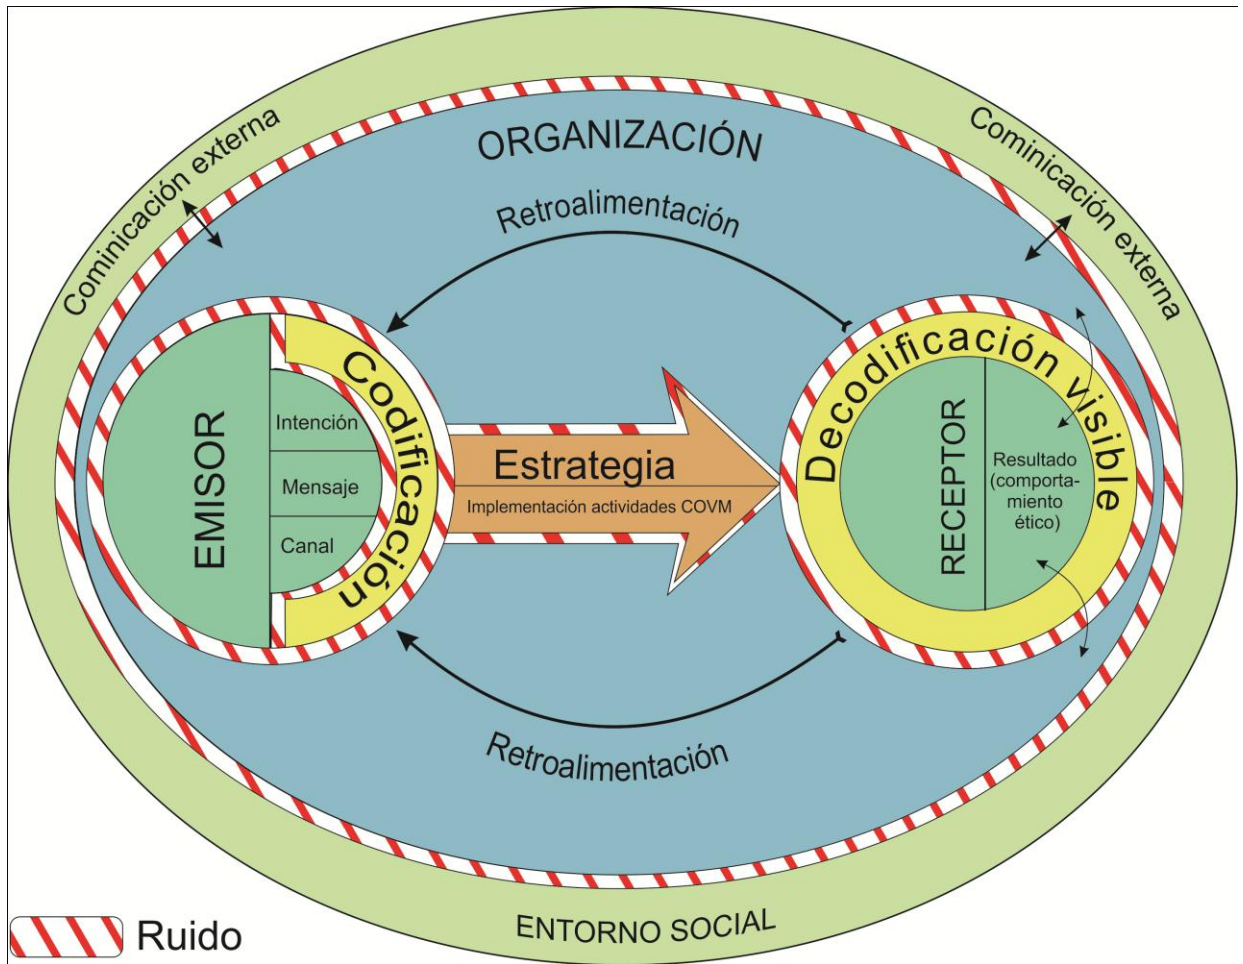 Cominicación externa
Cominicación externa
ORGANIZACIÓN
Retroalimentación
EMISOR
Intención
Mensaje
Canal
Codificación
Estrategia
Implementación actividades COVM
Decodificación visible
RECEPTOR
Resultado
(comporta-
miento
ético)
Retroalimentación
ENTORNO SOCIAL
Ruido